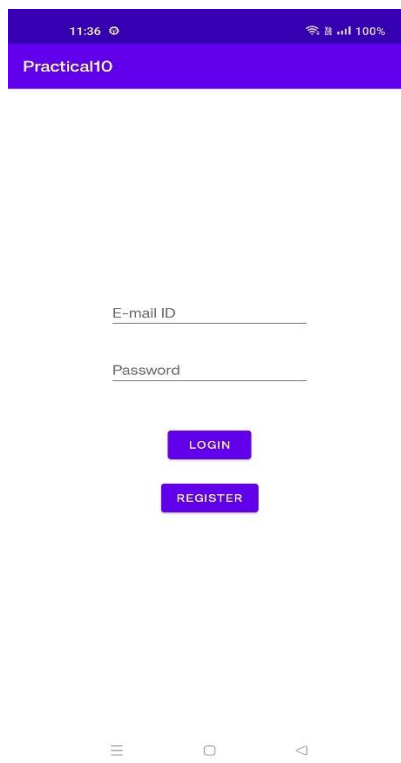 11:36 100%
Practical10
E-mail ID
Password
LOGIN
REGISTER